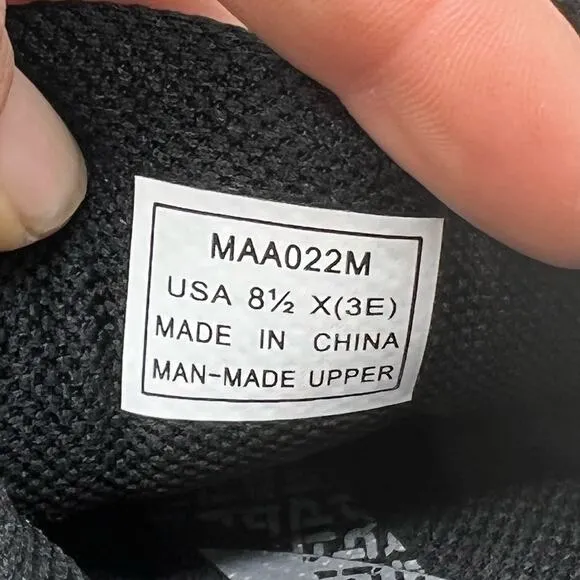 MAA022M
USA 8½ X(3E)
MADE IN CHINA
MAN-MADE UPPER